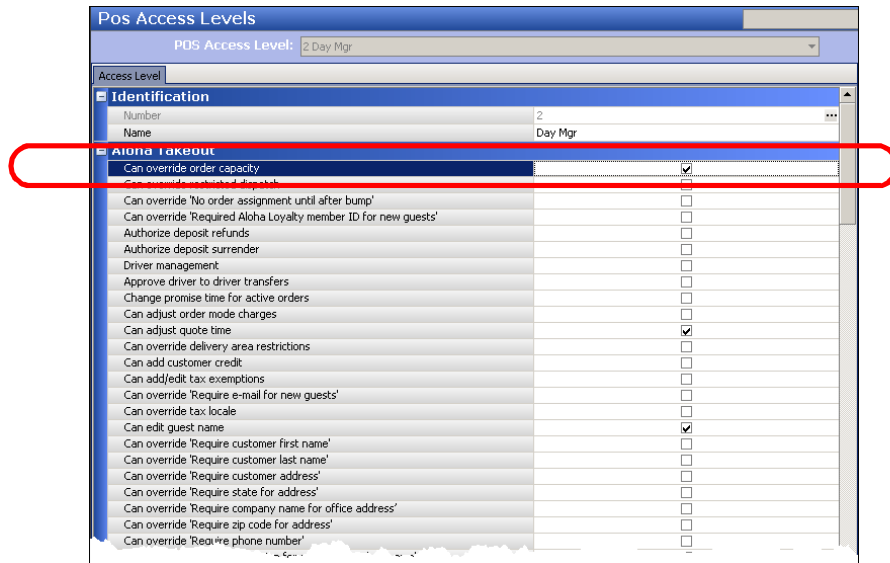 Pos Access Levels
POS Access Level: 2 Day Mgr
Access Level
Identification
Number 2 ...
Name Day Mgr
Aloha Takeout
Can override order capacity
Can override restricted dispatch
Can override 'No order assignment until after bump'
Can override 'Required Aloha Loyalty member ID for new guests'
Authorize deposit refunds
Authorize deposit surrender
Driver management
Approve driver to driver transfers
Change promise time for active orders
Can adjust order mode charges
Can adjust quote time
Can override delivery area restrictions
Can add customer credit
Can add/edit tax exemptions
Can override 'Require e-mail for new guests'
Can override tax locale
Can edit guest name
Can override 'Require customer first name'
Can override 'Require customer last name'
Can override 'Require customer address'
Can override 'Require state for address'
Can override 'Require company name for office address'
Can override 'Require zip code for address'
Can override 'Require phone number'